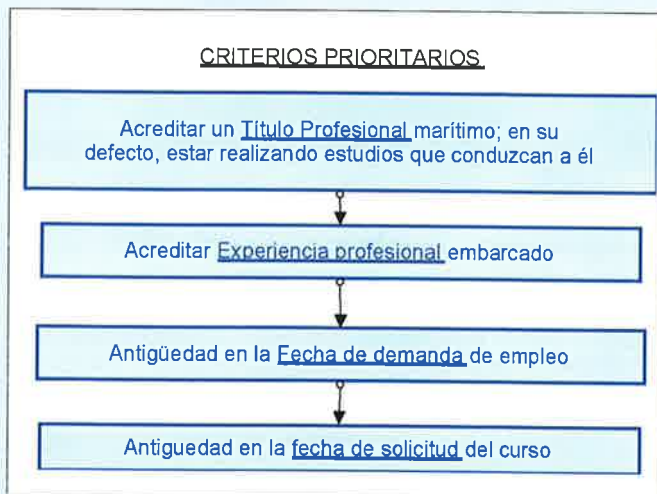 CRITERIOS PRIORITARIOS
Acreditar un Título Profesional marítimo; en su
defecto, estar realizando estudios que conduzcan a él
Acreditar Experiencia profesional embarcado
Antigüedad en la Fecha de demanda de empleo
Antiguedad en la fecha de solicitud del curso